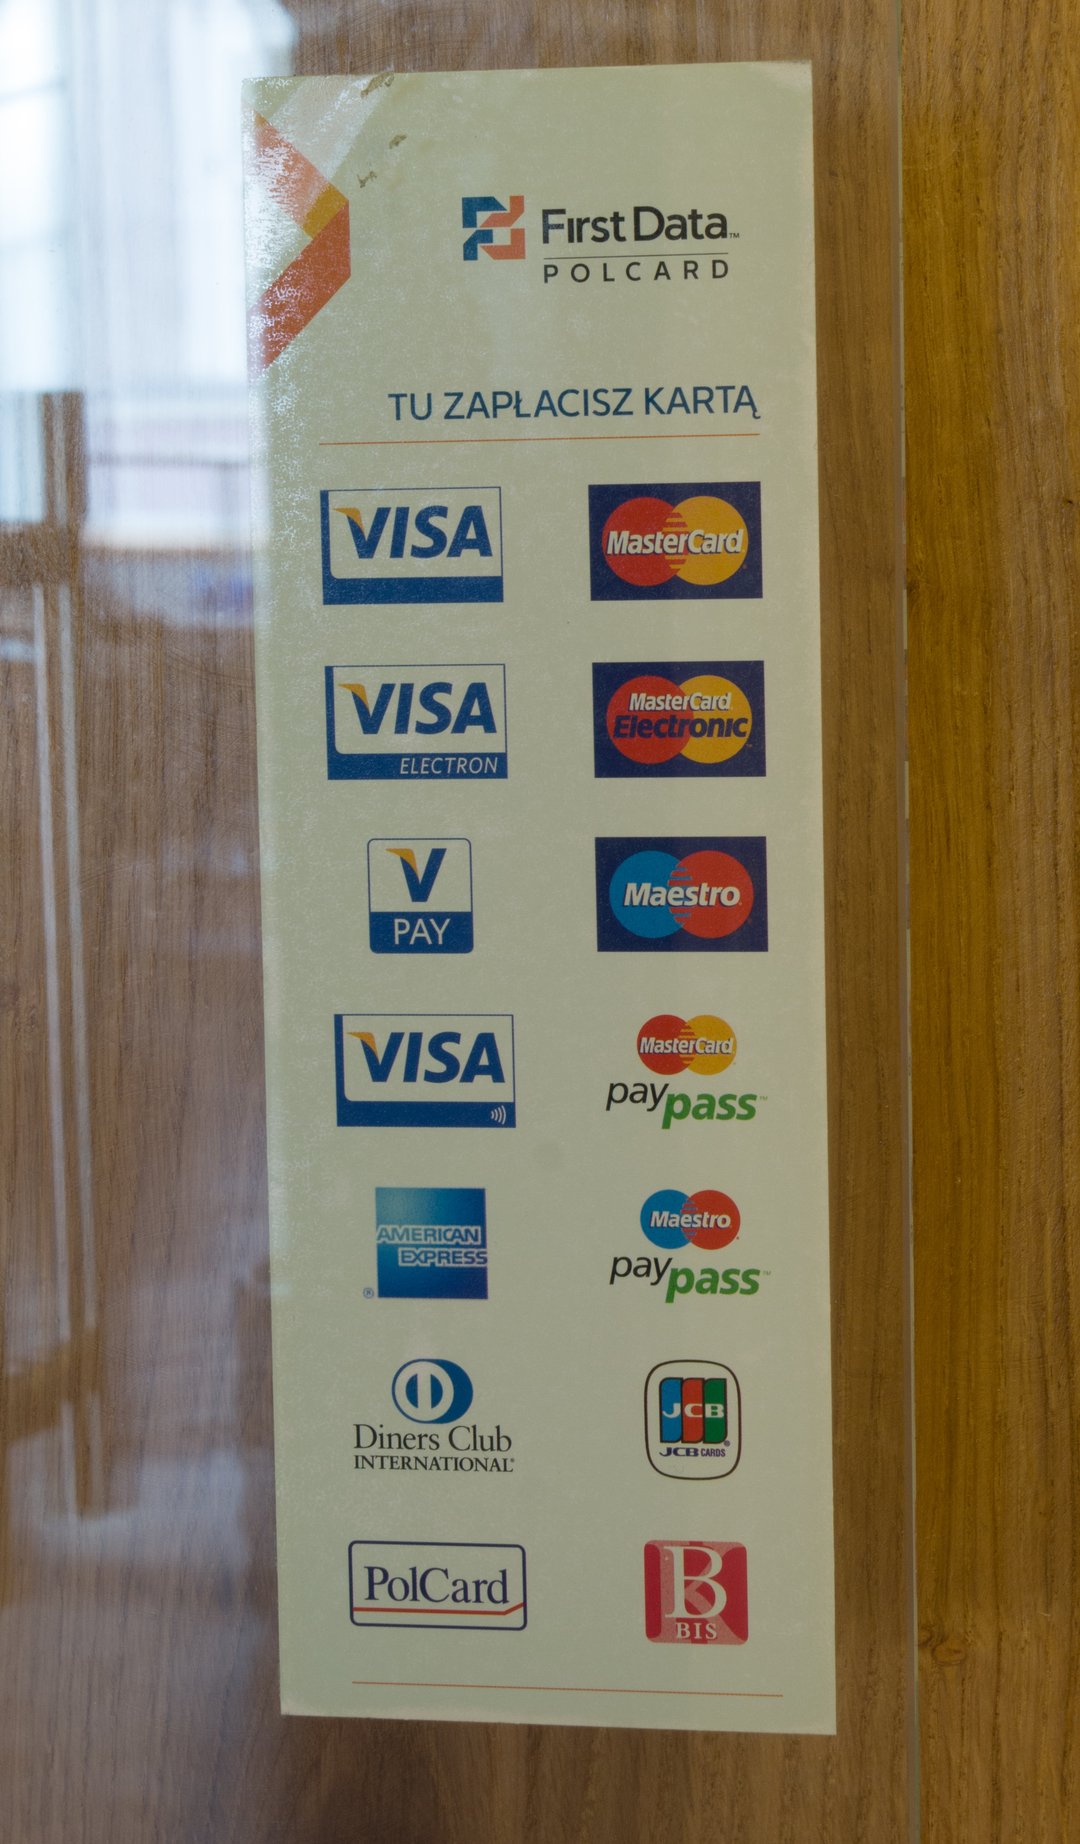 First Data™
POLCARD
TU ZAPŁACISZ KARTĄ
VISA
MasterCard
VISA
ELECTRON
MasterCard
Electronic
V
PAY
Maestro
VISA
MasterCard
paypass™
AMERICAN
EXPRESS
®
Maestro
paypass™
Diners Club
INTERNATIONAL®
JCB
JCB CARDS
PolCard
B
BIS